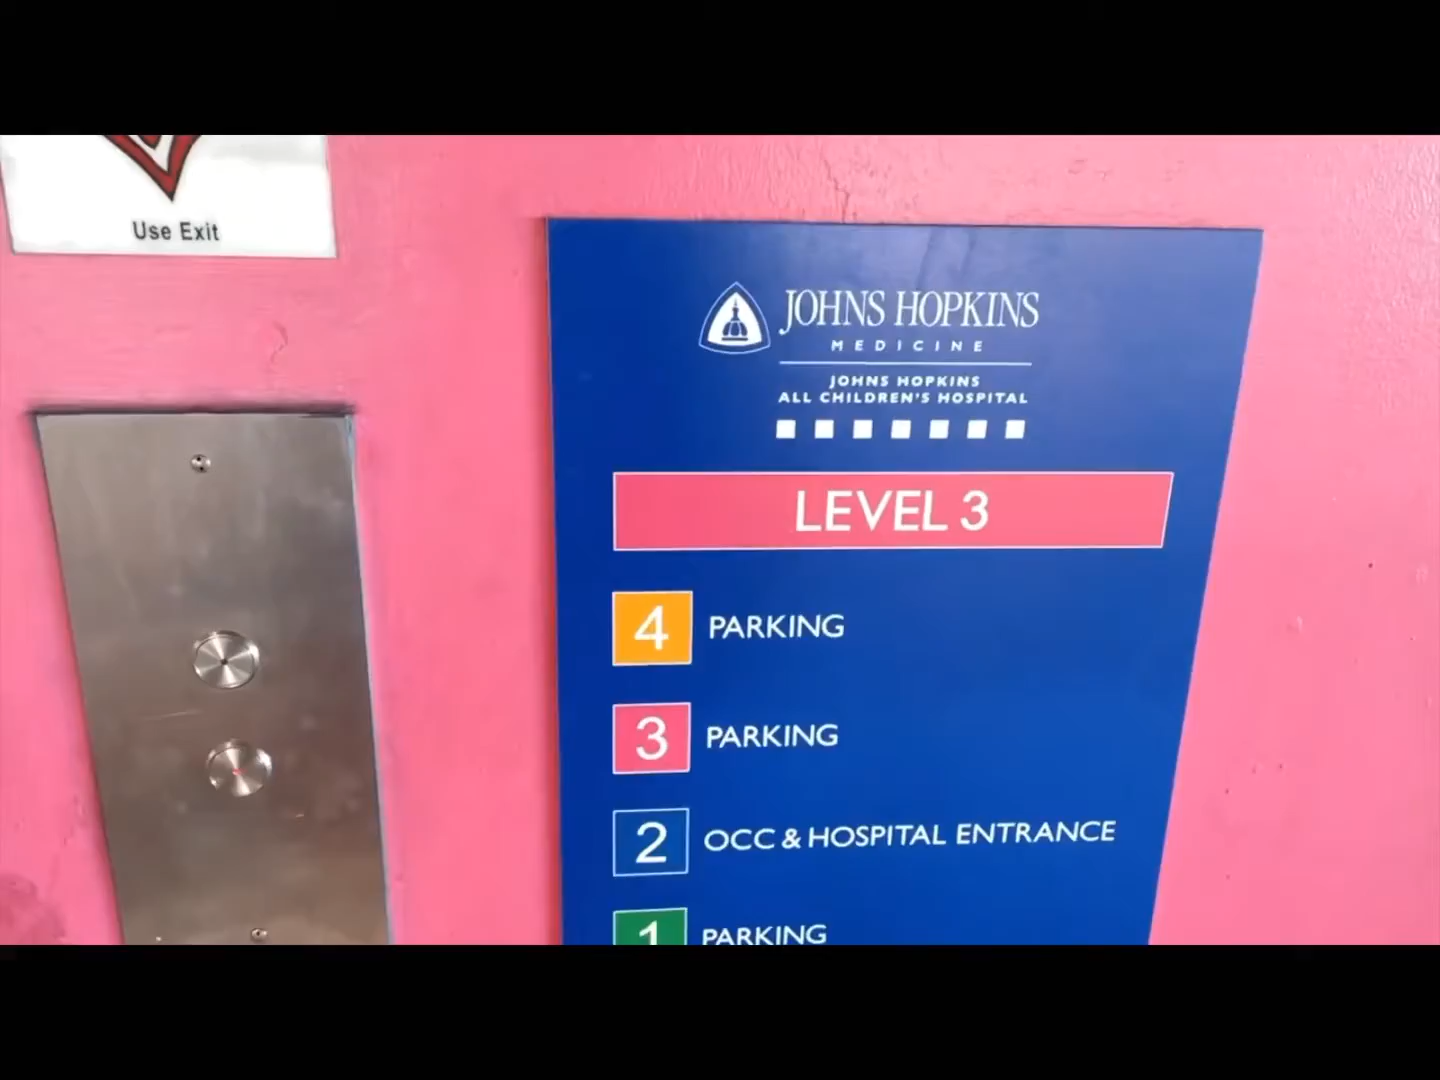 Use Exit
JOHNS HOPKINS
MEDICINE
JOHNS HOPKINS
ALL CHILDREN'S HOSPITAL
LEVEL 3
4 PARKING
3 PARKING
2 OCC & HOSPITAL ENTRANCE
1 PARKING